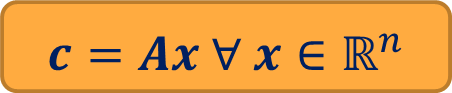 c = Ax ∀ x ∈ ℝⁿ